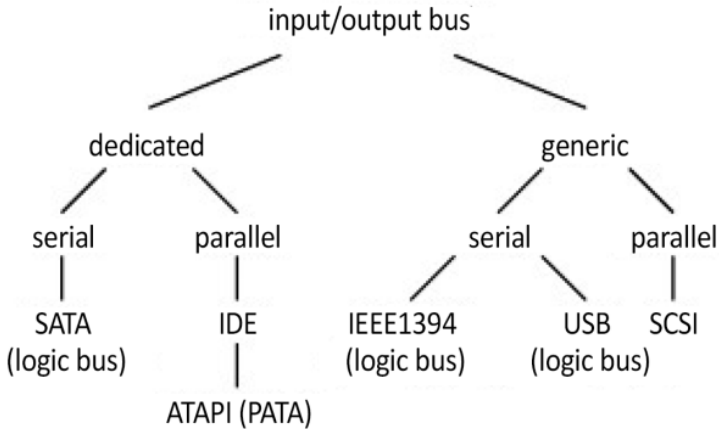 input/output bus
dedicated
generic
serial
parallel
serial
parallel
SATA
(logic bus)
IDE
IEEE1394
(logic bus)
USB
(logic bus)
SCSI
ATAPI (PATA)